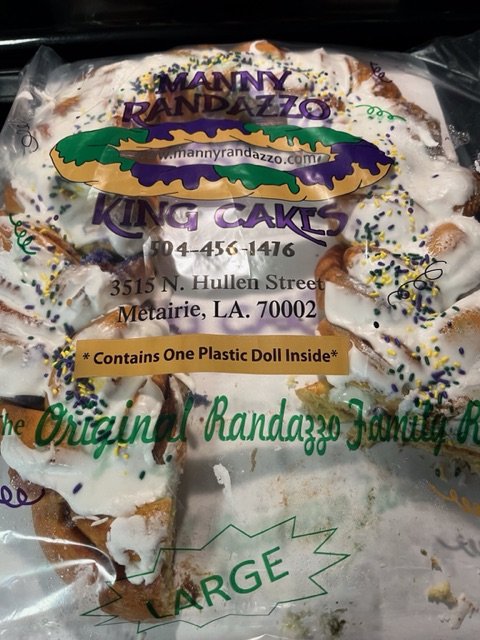 MANNY
RANDAZZO
www.mannyrandazzo.com
KING CAKES
504-456-1476
3515 N. Hullen Street
Metairie, LA. 70002
*Contains One Plastic Doll Inside*
he Original Randazzo Family R
LARGE